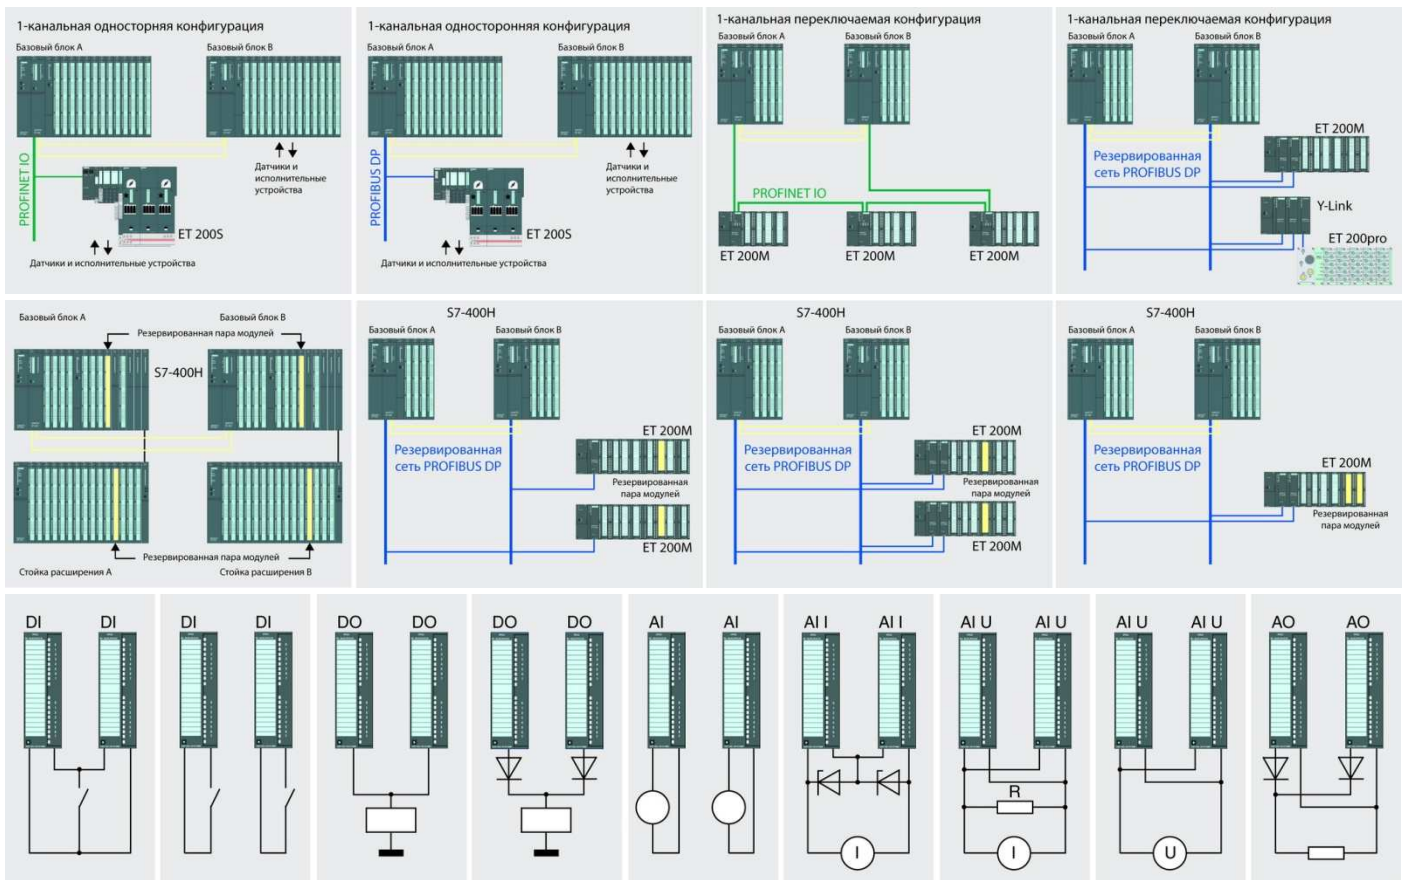 1-канальная односторняя конфигурация
Базовый блок A
Базовый блок B
PROFINET IO
Датчики и
исполнительные
устройства
ET 200S
Датчики и исполнительные устройства
1-канальная односторонняя конфигурация
Базовый блок A
Базовый блок B
PROFIBUS DP
Датчики и
исполнительные
устройства
ET 200S
Датчики и исполнительные устройства
1-канальная переключаемая конфигурация
Базовый блок A
Базовый блок B
PROFINET IO
ET 200M
ET 200M
ET 200M
1-канальная переключаемая конфигурация
Базовый блок A
Базовый блок B
ET 200M
Резервированная
сеть PROFIBUS DP
Y-Link
ET 200pro
Базовый блок A
Базовый блок B
Резервированная пара модулей
S7-400H
Резервированная пара модулей
Стойка расширения A
Стойка расширения B
S7-400H
Базовый блок A
Базовый блок B
ET 200M
Резервированная
сеть PROFIBUS DP
Резервированная
пара модулей
ET 200M
S7-400H
Базовый блок A
Базовый блок B
ET 200M
Резервированная
сеть PROFIBUS DP
Резервированная
пара модулей
ET 200M
S7-400H
Базовый блок A
Базовый блок B
Резервированная
сеть PROFIBUS DP
ET 200M
Резервированная
пара модулей
DI DI
DI DI
DO DO
DO DO
AI AI
AI I AI I
I
AI U AI U
R
I
AI U AI U
U
AO AO